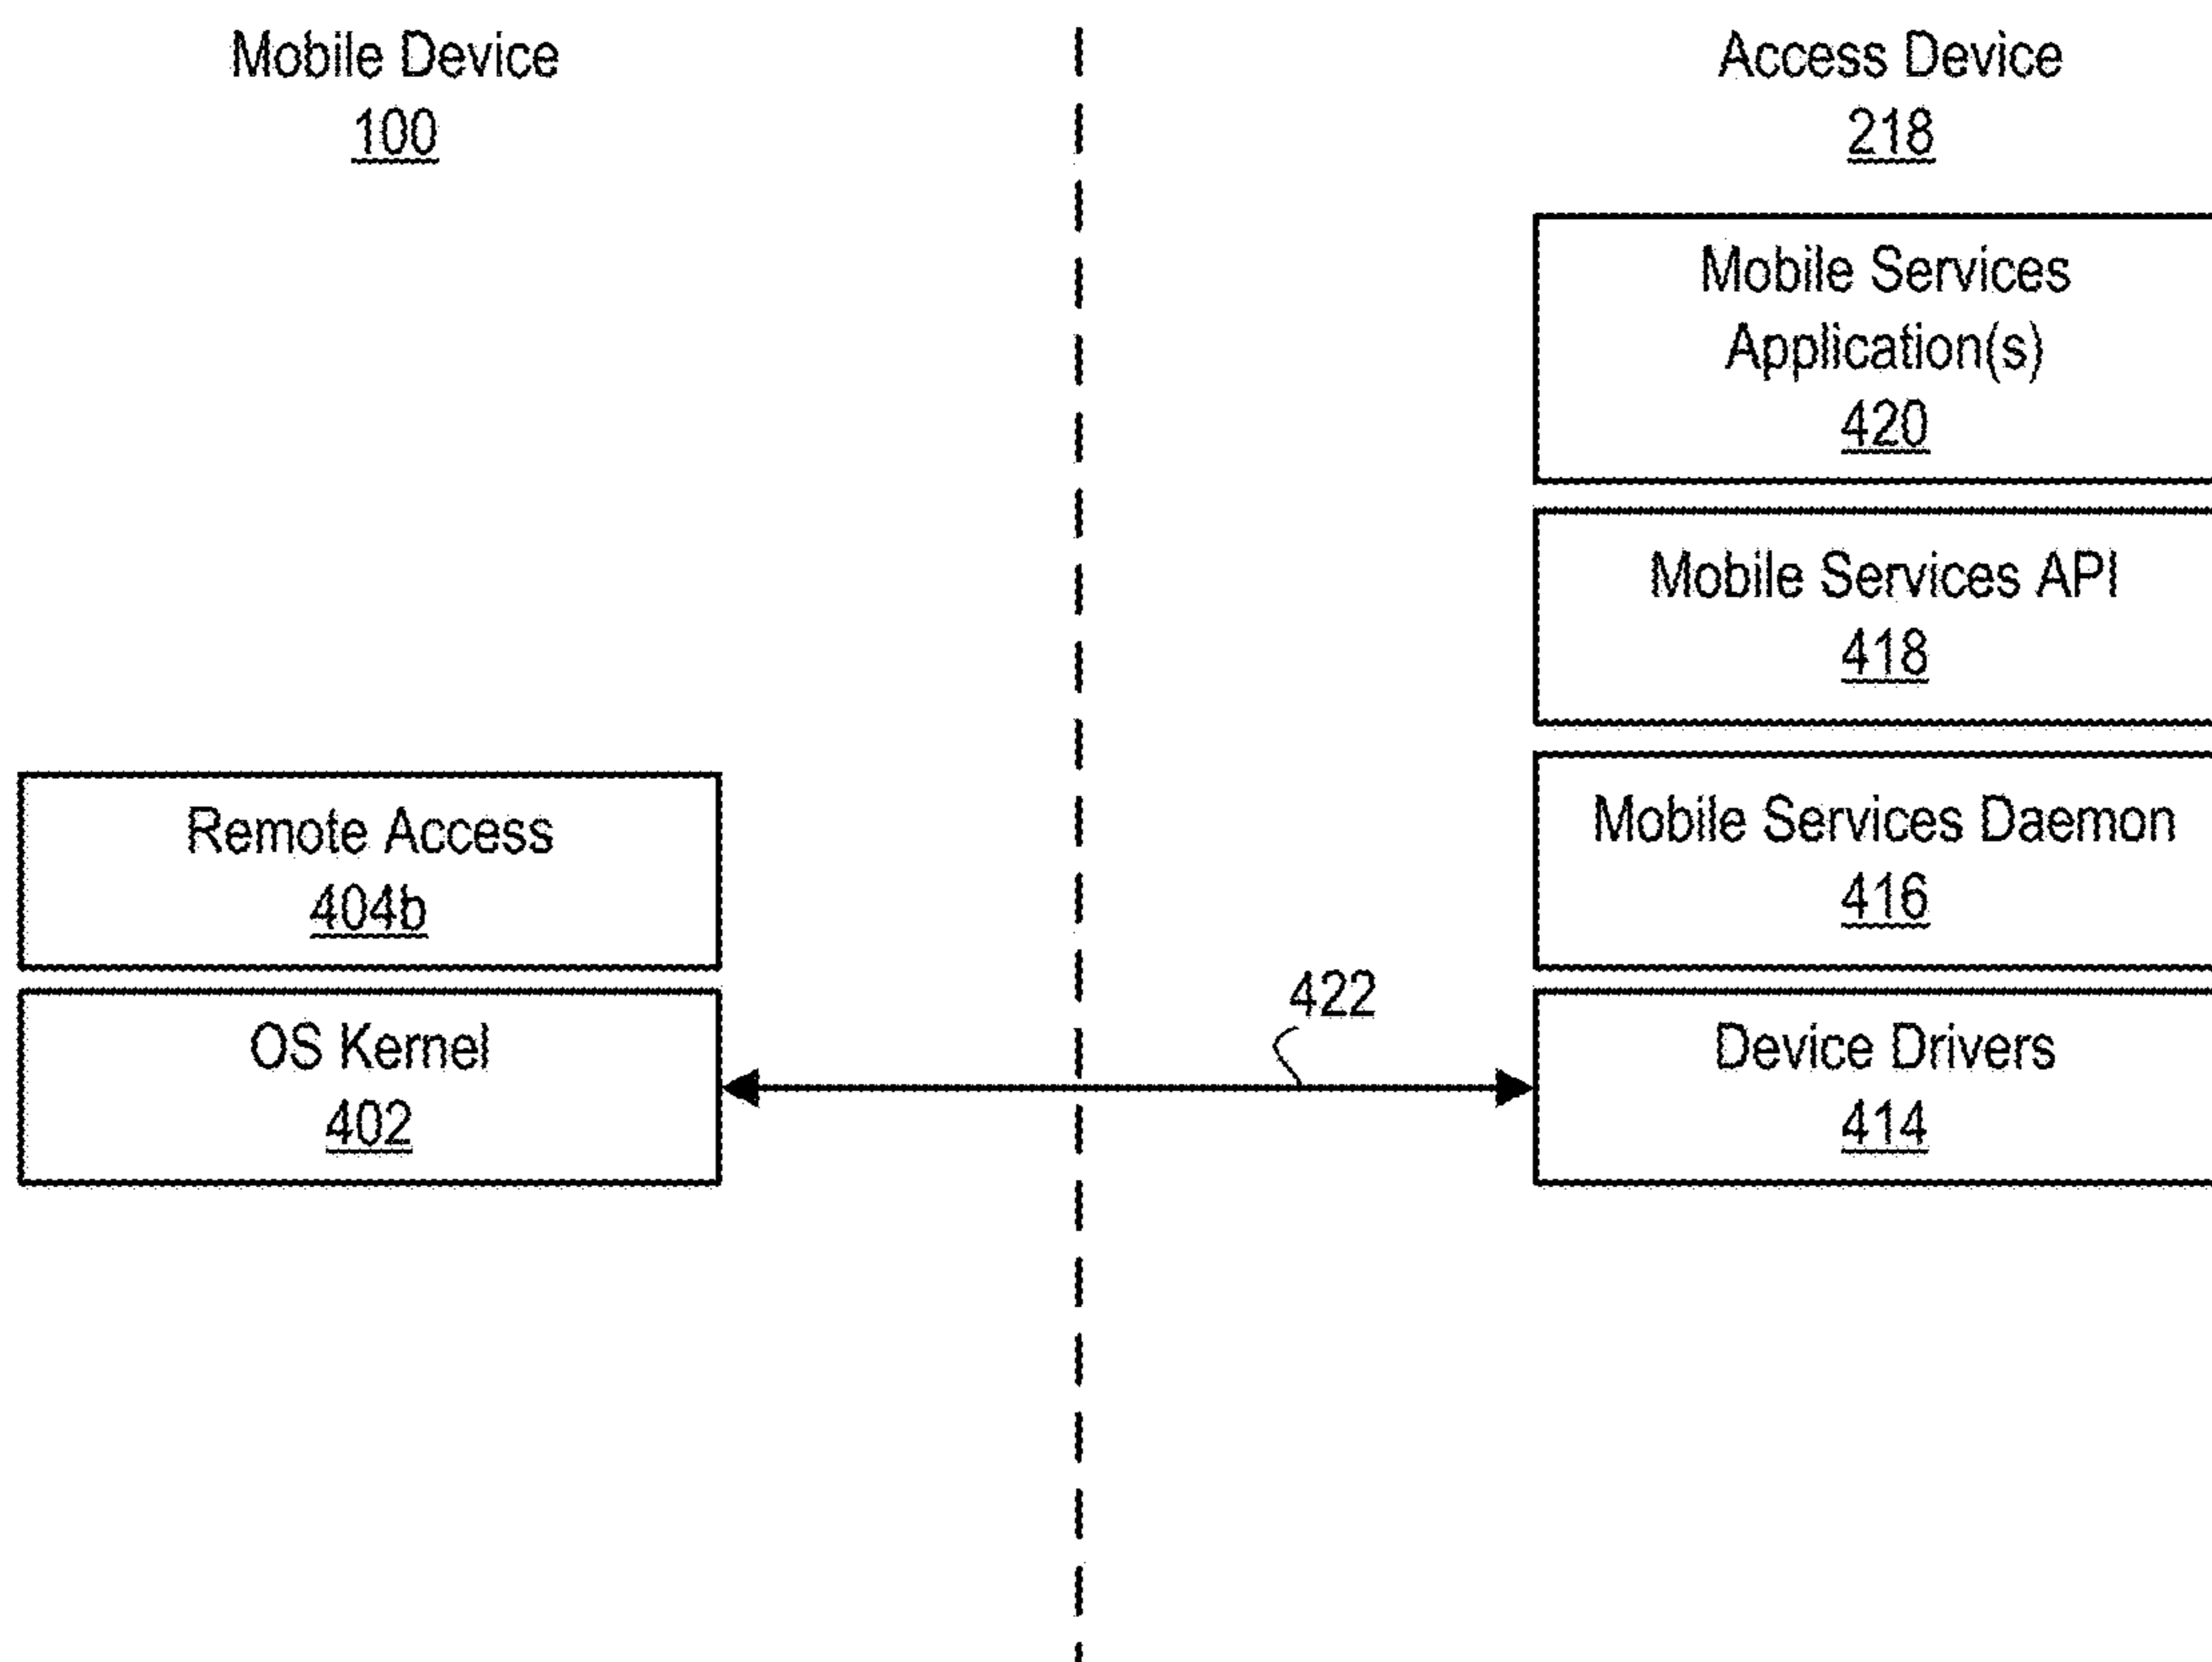 Mobile Device
100
Access Device
218
Mobile Services
Application(s)
420
Mobile Services API
418
Remote Access
404b
Mobile Services Daemon
416
OS Kernel
402
422
Device Drivers
414